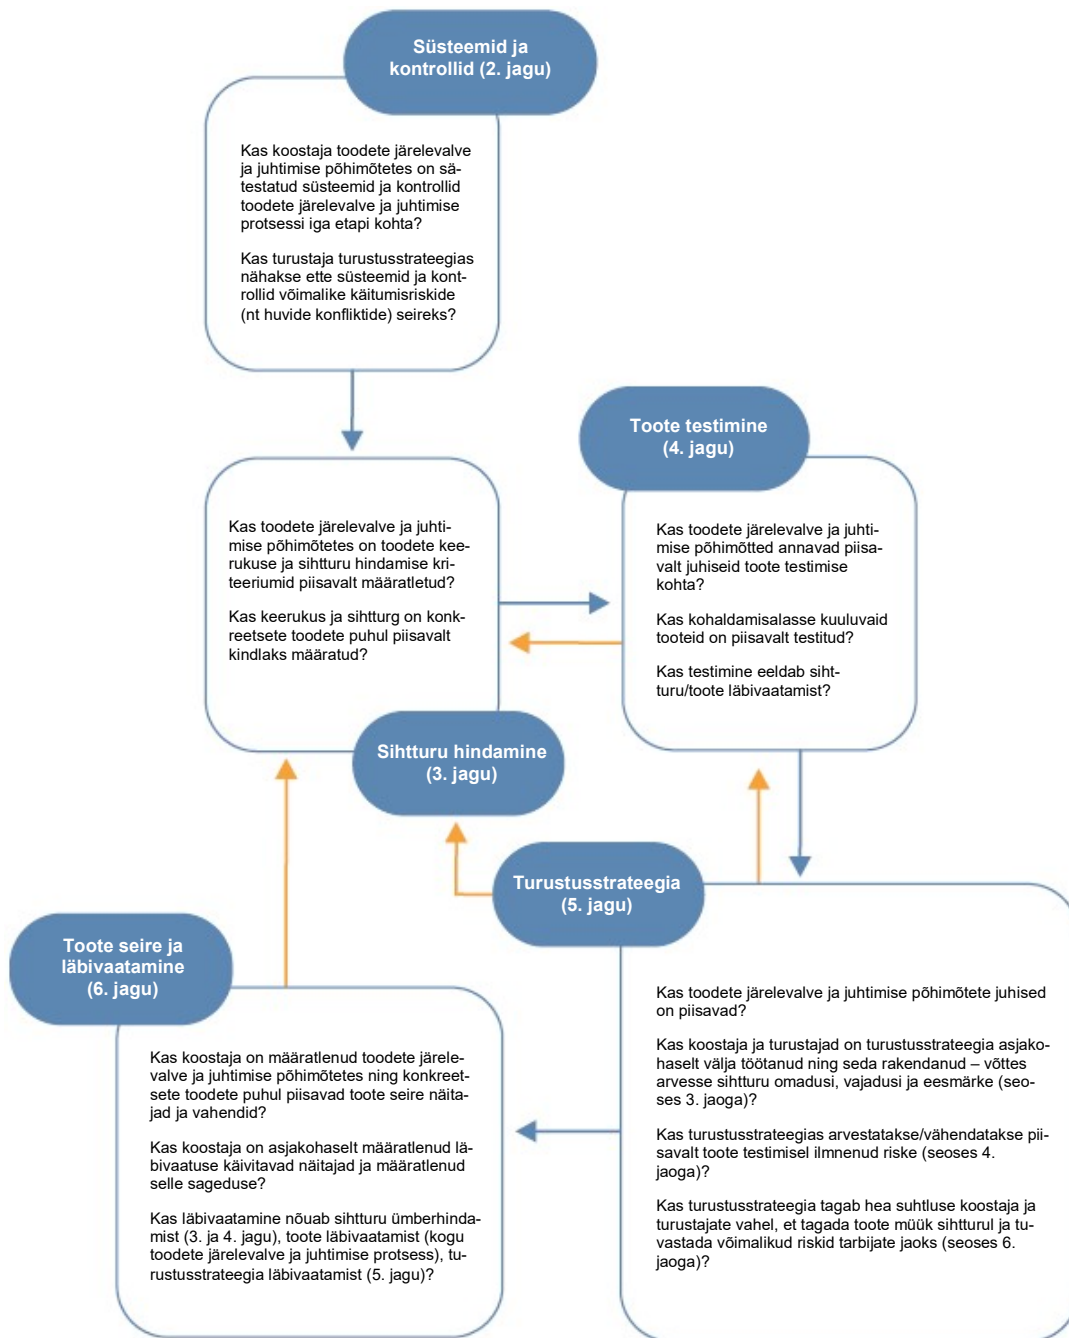 Süsteemid ja
kontrollid (2. jagu)
Kas koostaja toodete järelevalve
ja juhtimise põhimõtetes on sä-
testatud süsteemid ja kontrollid
toodete järelevalve ja juhtimise
protsessi iga etapi kohta?
Kas turustaja turustusstrateegias
nähakse ette süsteemid ja kont-
rollid võimalike käitumisriskide
(nt huvide konfliktide) seireks?
Toote testimine
(4. jagu)
Kas toodete järelevalve ja juhti-
mise põhimõtetes on toodete kee-
rukuse ja sihtturu hindamise kri-
teeriumid piisavalt määratletud?
Kas keerukus ja sihtturg on konk-
reetsete toodete puhul piisavalt
kindlaks määratud?
Kas toodete järelevalve ja juhti-
mise põhimõtted annavad piisa-
valt juhiseid toote testimise
kohta?
Kas kohaldamisalasse kuuluvaid
tooteid on piisavalt testitud?
Kas testimine eeldab siht-
turu/toote läbivaatamist?
Sihtturu hindamine
(3. jagu)
Turustusstrateegia
(5. jagu)
Toote seire ja
läbivaatamine
(6. jagu)
Kas toodete järelevalve ja juhtimise põhimõtete juhised
on piisavad?
Kas koostaja ja turustajad on turustusstrateegia asjako-
haselt välja töötanud ning seda rakendanud – võttes
arvesse sihtturu omadusi, vajadusi ja eesmärke (seo-
ses 3. jaoga)?
Kas turustusstrateegias arvestatakse/vähendatakse pii-
savalt toote testimisel ilmnenud riske (seoses 4.
jaoga)?
Kas turustusstrateegia tagab hea suhtluse koostaja ja
turustajate vahel, et tagada toote müük sihtturul ja tu-
vastada võimalikud riskid tarbijate jaoks (seoses 6.
jaoga)?
Kas koostaja on määratlenud toodete järele-
valve ja juhtimise põhimõtetes ning konkreet-
sete toodete puhul piisavad toote seire näita-
jad ja vahendid?
Kas koostaja on asjakohaselt määratlenud lä-
bivaatuse käivitavad näitajad ja määratlenud
selle sageduse?
Kas läbivaatamine nõuab sihtturu ümberhinda-
mist (3. ja 4. jagu), toote läbivaatamist (kogu
toodete järelevalve ja juhtimise protsess), tu-
rustusstrateegia läbivaatamist (5. jagu)?